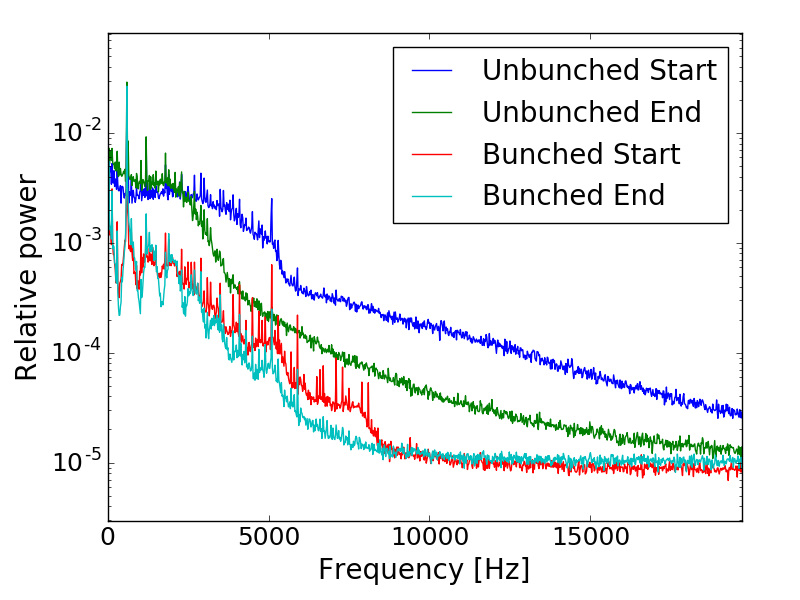 Unbunched Start
Unbunched End
Bunched Start
Bunched End
10^-2
10^-3
10^-4
10^-5
Relative power
0 5000 10000 15000
Frequency [Hz]